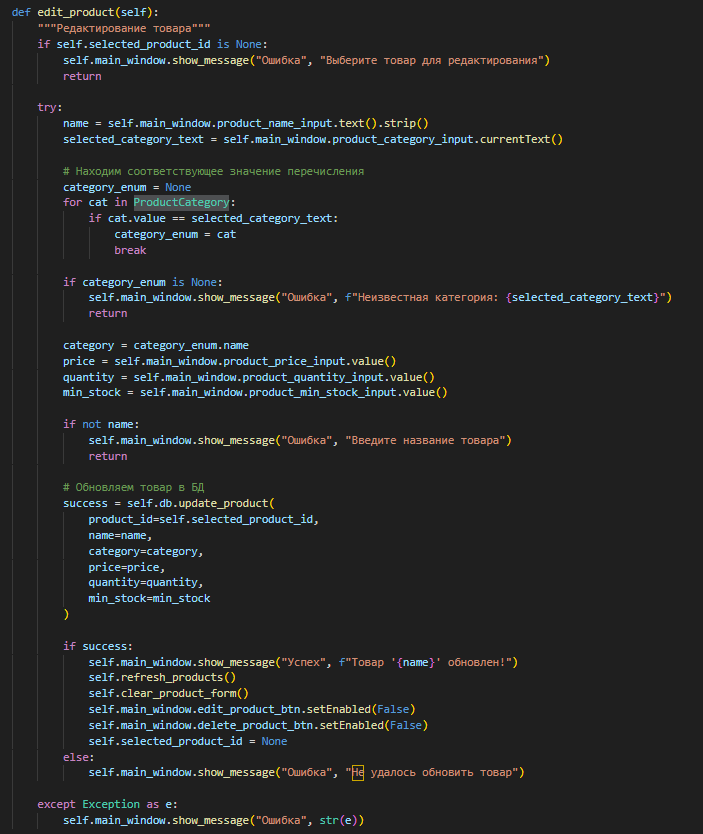 def edit_product(self):
    """Редактирование товара"""
    if self.selected_product_id is None:
        self.main_window.show_message("Ошибка", "Выберите товар для редактирования")
        return

    try:
        name = self.main_window.product_name_input.text().strip()
        selected_category_text = self.main_window.product_category_input.currentText()

        # Находим соответствующее значение перечисления
        category_enum = None
        for cat in ProductCategory:
            if cat.value == selected_category_text:
                category_enum = cat
                break

        if category_enum is None:
            self.main_window.show_message("Ошибка", f"Неизвестная категория: {selected_category_text}")
            return

        category = category_enum.name
        price = self.main_window.product_price_input.value()
        quantity = self.main_window.product_quantity_input.value()
        min_stock = self.main_window.product_min_stock_input.value()

        if not name:
            self.main_window.show_message("Ошибка", "Введите название товара")
            return

        # Обновляем товар в БД
        success = self.db.update_product(
            product_id=self.selected_product_id,
            name=name,
            category=category,
            price=price,
            quantity=quantity,
            min_stock=min_stock
        )

        if success:
            self.main_window.show_message("Успех", f"Товар '{name}' обновлен!")
            self.refresh_products()
            self.clear_product_form()
            self.main_window.edit_product_btn.setEnabled(False)
            self.main_window.delete_product_btn.setEnabled(False)
            self.selected_product_id = None
        else:
            self.main_window.show_message("Ошибка", "Не удалось обновить товар")

    except Exception as e:
        self.main_window.show_message("Ошибка", str(e))